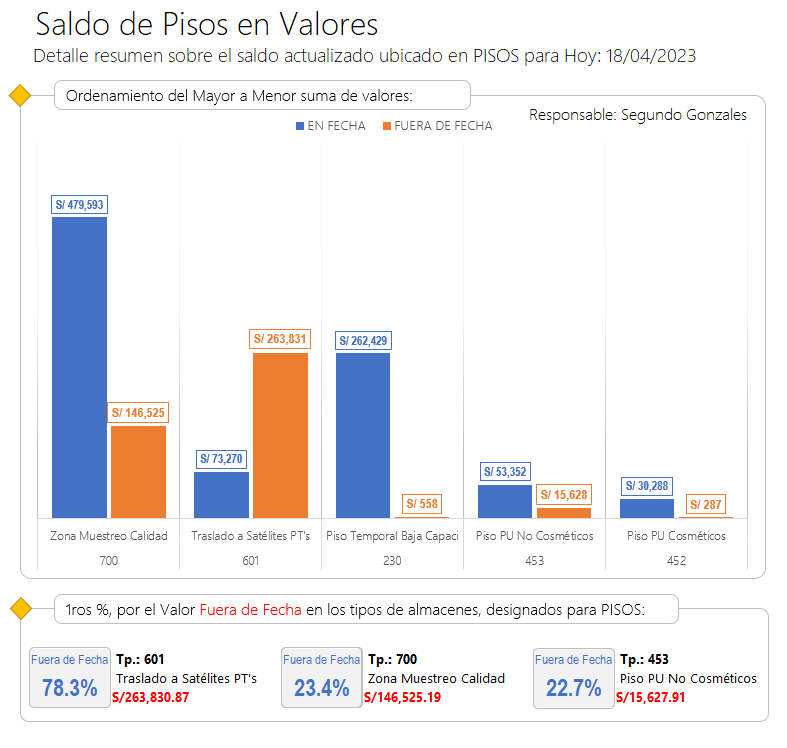 Saldo de Pisos en Valores
Detalle resumen sobre el saldo actualizado ubicado en PISOS para Hoy: 18/04/2023
Ordenamiento del Mayor a Menor suma de valores:
Responsable: Segundo Gonzales
EN FECHA FUERA DE FECHA
S/ 479,593
S/ 146,525
S/ 73,270
S/ 263,831
S/ 262,429
S/ 558
S/ 53,352
S/ 15,628
S/ 30,288
S/ 287
Zona Muestreo Calidad Traslado a Satélites PT's Piso Temporal Baja Capaci Piso PU No Cosméticos Piso PU Cosméticos
700 601 230 453 452
1ros %, por el Valor Fuera de Fecha en los tipos de almacenes, designados para PISOS:
Fuera de Fecha
78.3%
Tp.: 601
Traslado a Satélites PT's
S/263,830.87
Fuera de Fecha
23.4%
Tp.: 700
Zona Muestreo Calidad
S/146,525.19
Fuera de Fecha
22.7%
Tp.: 453
Piso PU No Cosméticos
S/15,627.91